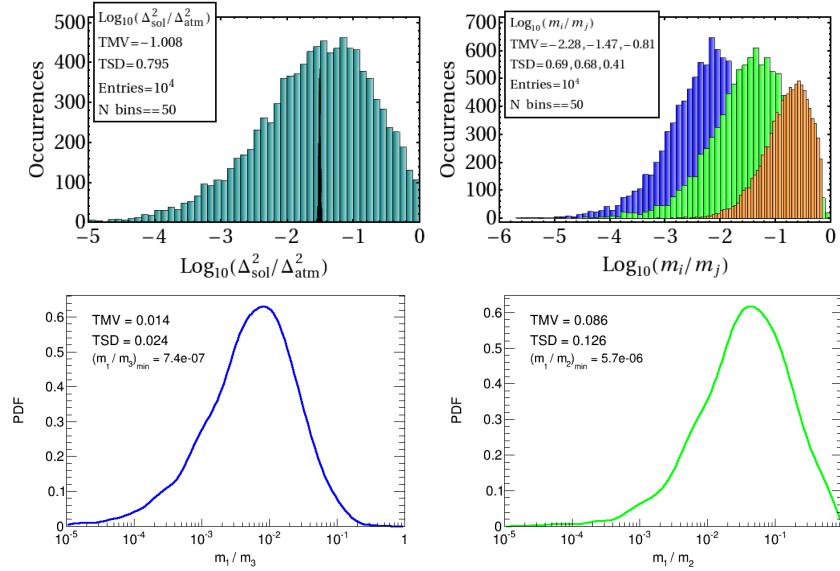 Log10(Δ²sol/Δ²atm)
TMV=−1.008
TSD=0.795
Entries=10⁴
N bins==50
Occurrences
500
400
300
200
100
0
−5 −4 −3 −2 −1 0
Log10(Δ²sol/Δ²atm)
Log10(mi/mj)
TMV=−2.28,−1.47,−0.81
TSD=0.69,0.68,0.41
Entries=10⁴
N bins==50
Occurrences
700
600
500
400
300
200
100
0
−5 −4 −3 −2 −1 0
Log10(mi/mj)
TMV = 0.014
TSD = 0.024
(m1 / m3)min = 7.4e-07
PDF
0.6
0.5
0.4
0.3
0.2
0.1
0
10⁻⁵ 10⁻⁴ 10⁻³ 10⁻² 10⁻¹ 1
m1 / m3
TMV = 0.086
TSD = 0.126
(m1 / m2)min = 5.7e-06
PDF
0.6
0.5
0.4
0.3
0.2
0.1
0
10⁻⁵ 10⁻⁴ 10⁻³ 10⁻² 10⁻¹
m1 / m2